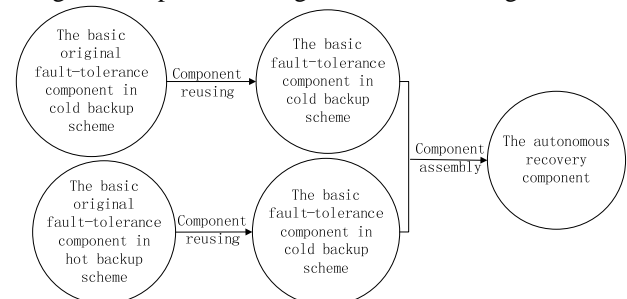 The basic
original
fault-tolerance
component in
cold backup
scheme
Component
reusing
The basic
fault-tolerance
component in
cold backup
scheme
The basic
original
fault-tolerance
component in
hot backup
scheme
Component
reusing
The basic
fault-tolerance
component in
cold backup
scheme
Component
assembly
The autonomous
recovery
component